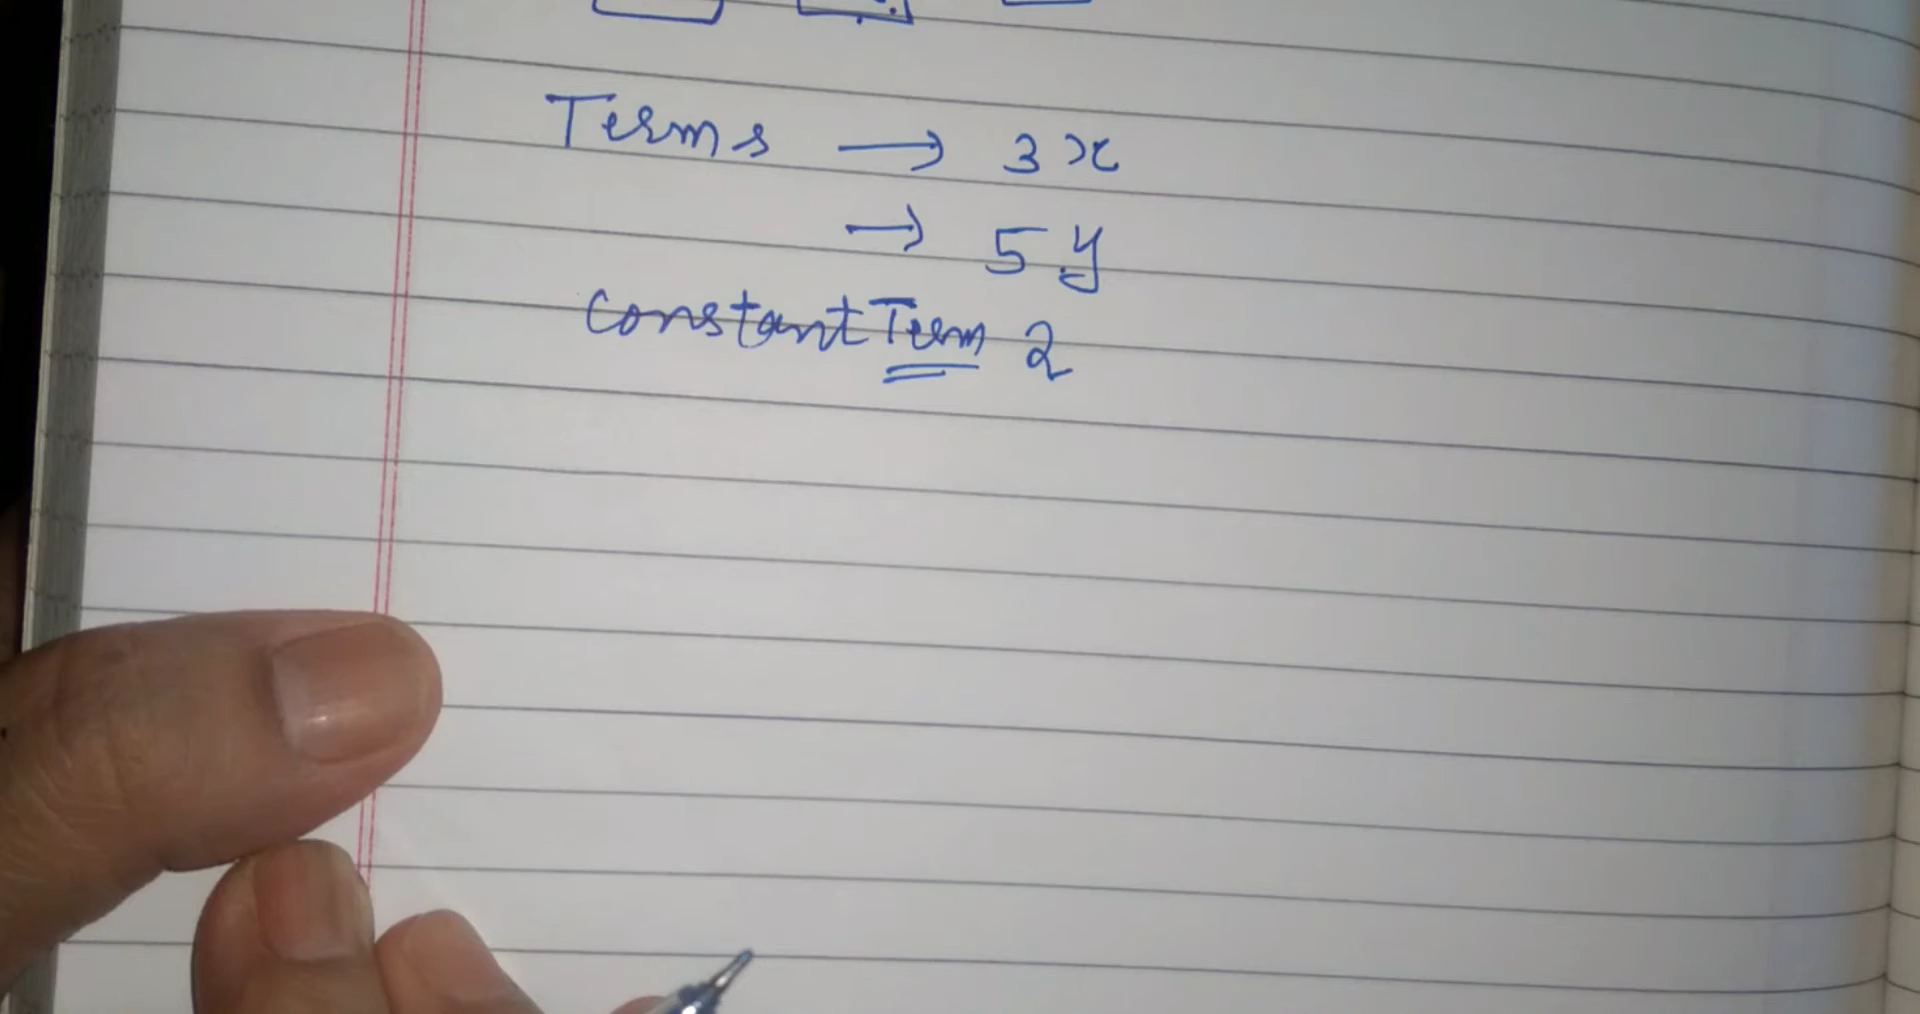 Terms → 3x
→ 5y
Constant Term 2